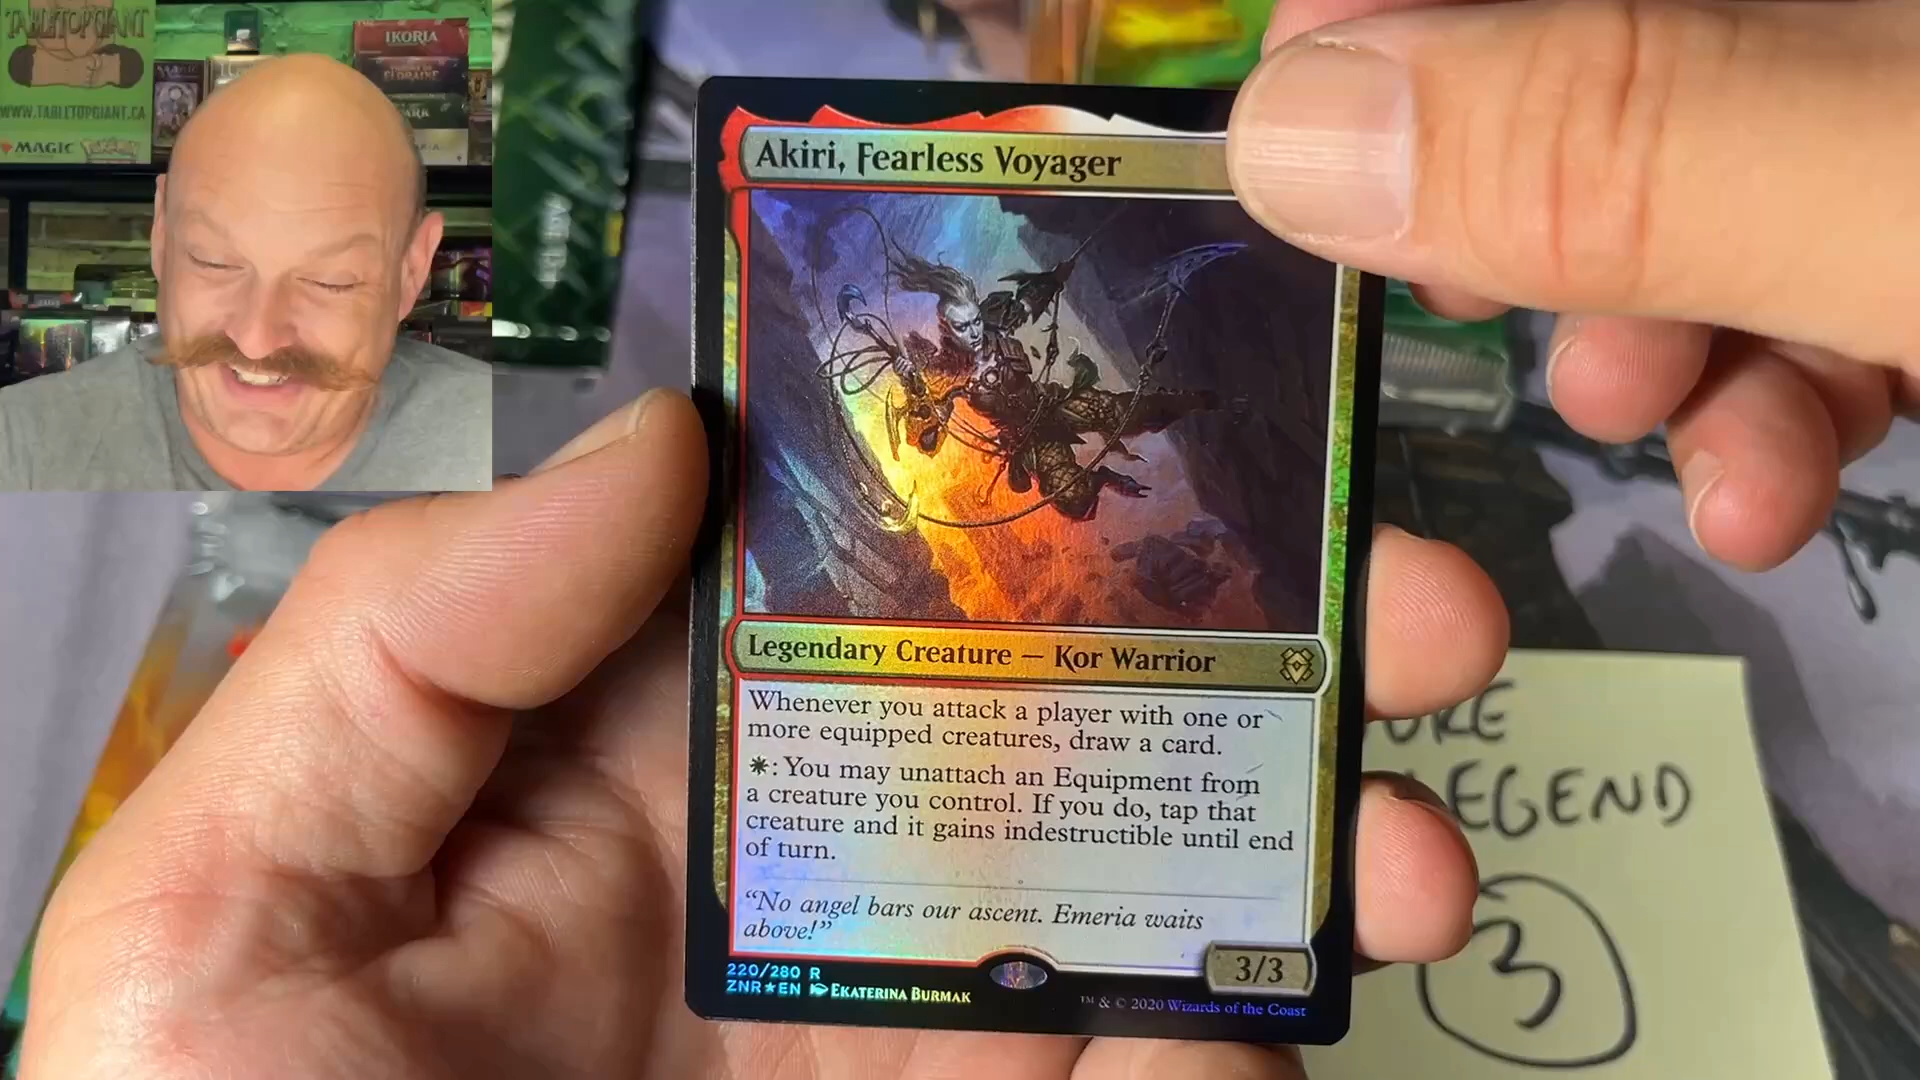 TABLETOPGIANT
WWW.TABLETOPGIANT.CA
MAGIC
IKORIA
ELDRAINE
Akiri, Fearless Voyager
Legendary Creature — Kor Warrior
Whenever you attack a player with one or
more equipped creatures, draw a card.
: You may unattach an Equipment from
a creature you control. If you do, tap that
creature and it gains indestructible until end
of turn.
“No angel bars our ascent. Emeria waits
above!”
3/3
220/280 R
ZNR★EN EKATERINA BURMAK
™ & © 2020 Wizards of the Coast
EGEND
3